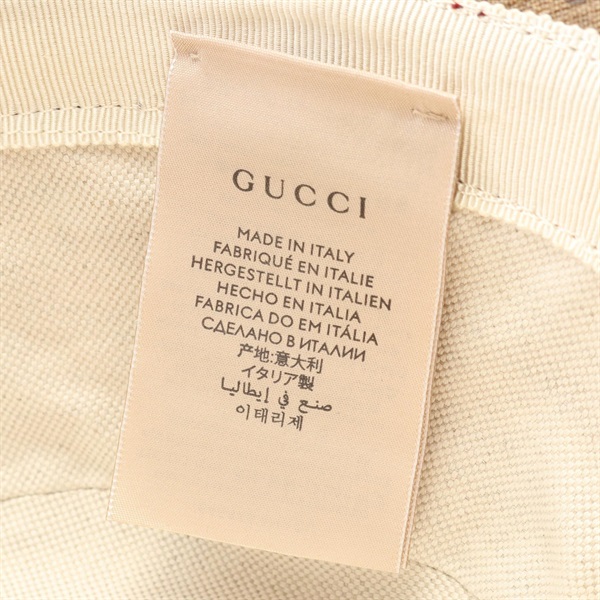 GUCCI
MADE IN ITALY
FABRIQUÉ EN ITALIE
HERGESTELLT IN ITALIEN
HECHO EN ITALIA
FABRICA DO EM ITÁLIA
СДЕЛАНО В ИТАЛИИ
产地:意大利
イタリア製
صنع في إيطاليا
이태리제